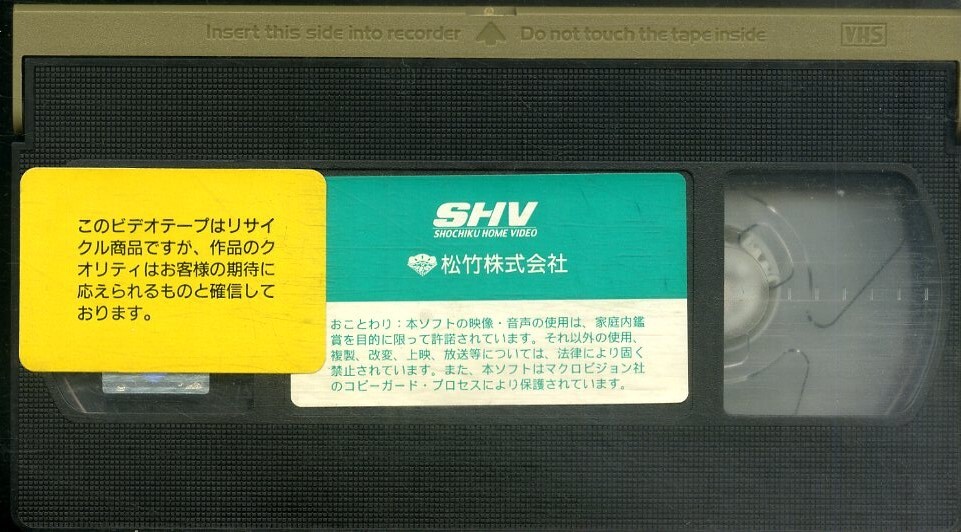 Insert this side into recorder Do not touch the tape inside VHS
このビデオテープはリサイ
クル商品ですが、作品のク
オリティはお客様の期待に
応えられるものと確信して
おります。
SHV
SHOCHIKU HOME VIDEO
松竹株式会社
おことわり：本ソフトの映像・音声の使用は、家庭内鑑
賞を目的に限って許諾されています。それ以外の使用、
複製、改変、上映、放送等については、法律により固く
禁止されています。また、本ソフトはマクロビジョン社
のコピーガード・プロセスにより保護されています。